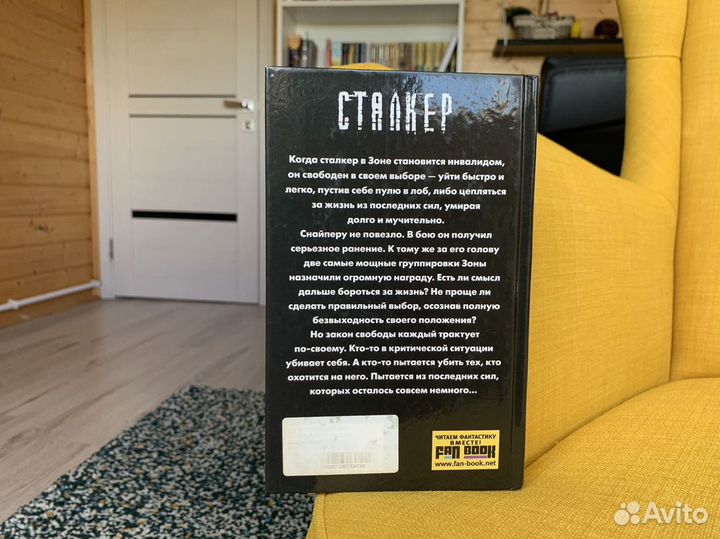 СТАЛКЕР
Когда сталкер в Зоне становится инвалидом,
он свободен в своем выборе — уйти быстро и
легко, пустив себе пулю в лоб, либо цепляться
за жизнь из последних сил, умирая
долго и мучительно.
Снайперу не повезло. В бою он получил
серьезное ранение. К тому же за его голову
две самые мощные группировки Зоны
назначили огромную награду. Есть ли смысл
дальше бороться за жизнь? Не проще ли
сделать правильный выбор, осознав полную
безвыходность своего положения?
Но закон свободы каждый трактует
по-своему. Кто-то в критической ситуации
убивает себя. А кто-то пытается убить тех, кто
охотится на него. Пытается из последних сил,
которых осталось совсем немного...
ЧИТАЕМ ФАНТАСТИКУ
ВМЕСТЕ!
FAN BOOK
www.fan-book.net
Avito